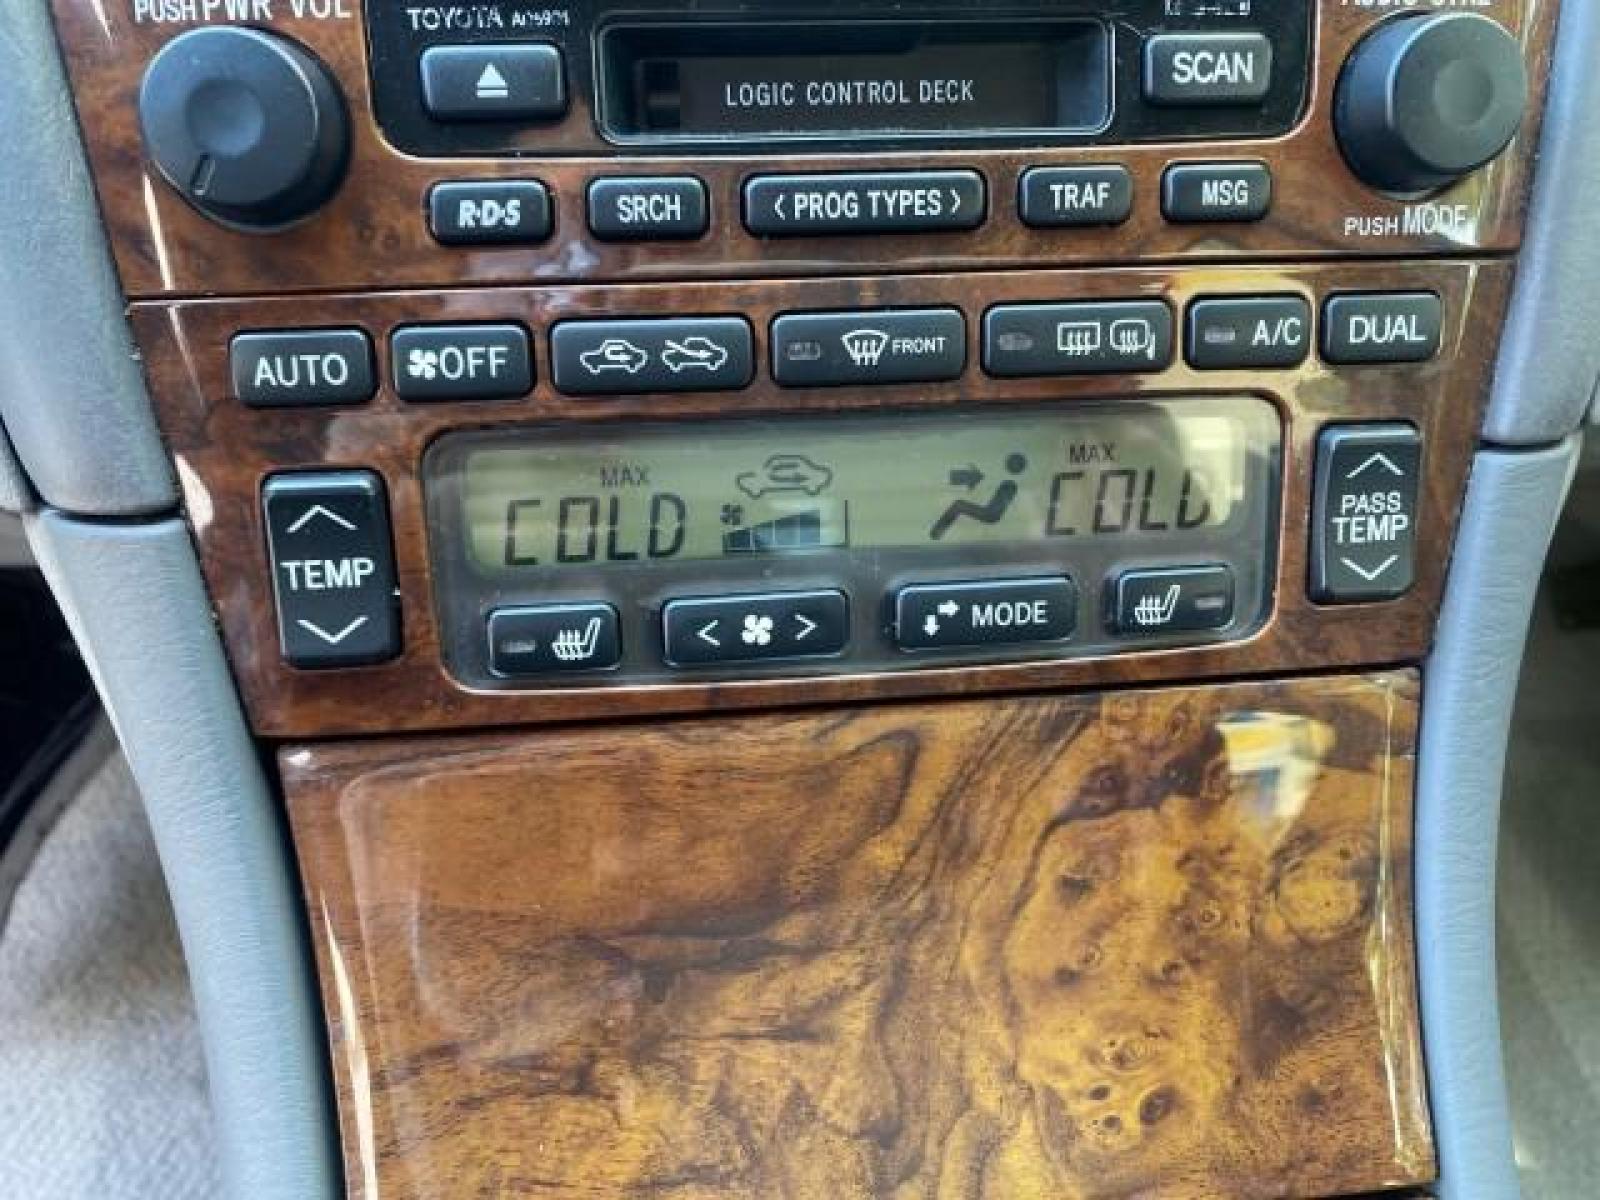 PUSH PWR VOL
TOYOTA
LOGIC CONTROL DECK
SCAN
R·D·S
SRCH
< PROG TYPES >
TRAF
MSG
PUSH MODE
AUTO
OFF
FRONT
A/C
DUAL
MAX
COLD
MAX
COLD
TEMP
PASS
TEMP
< >
MODE